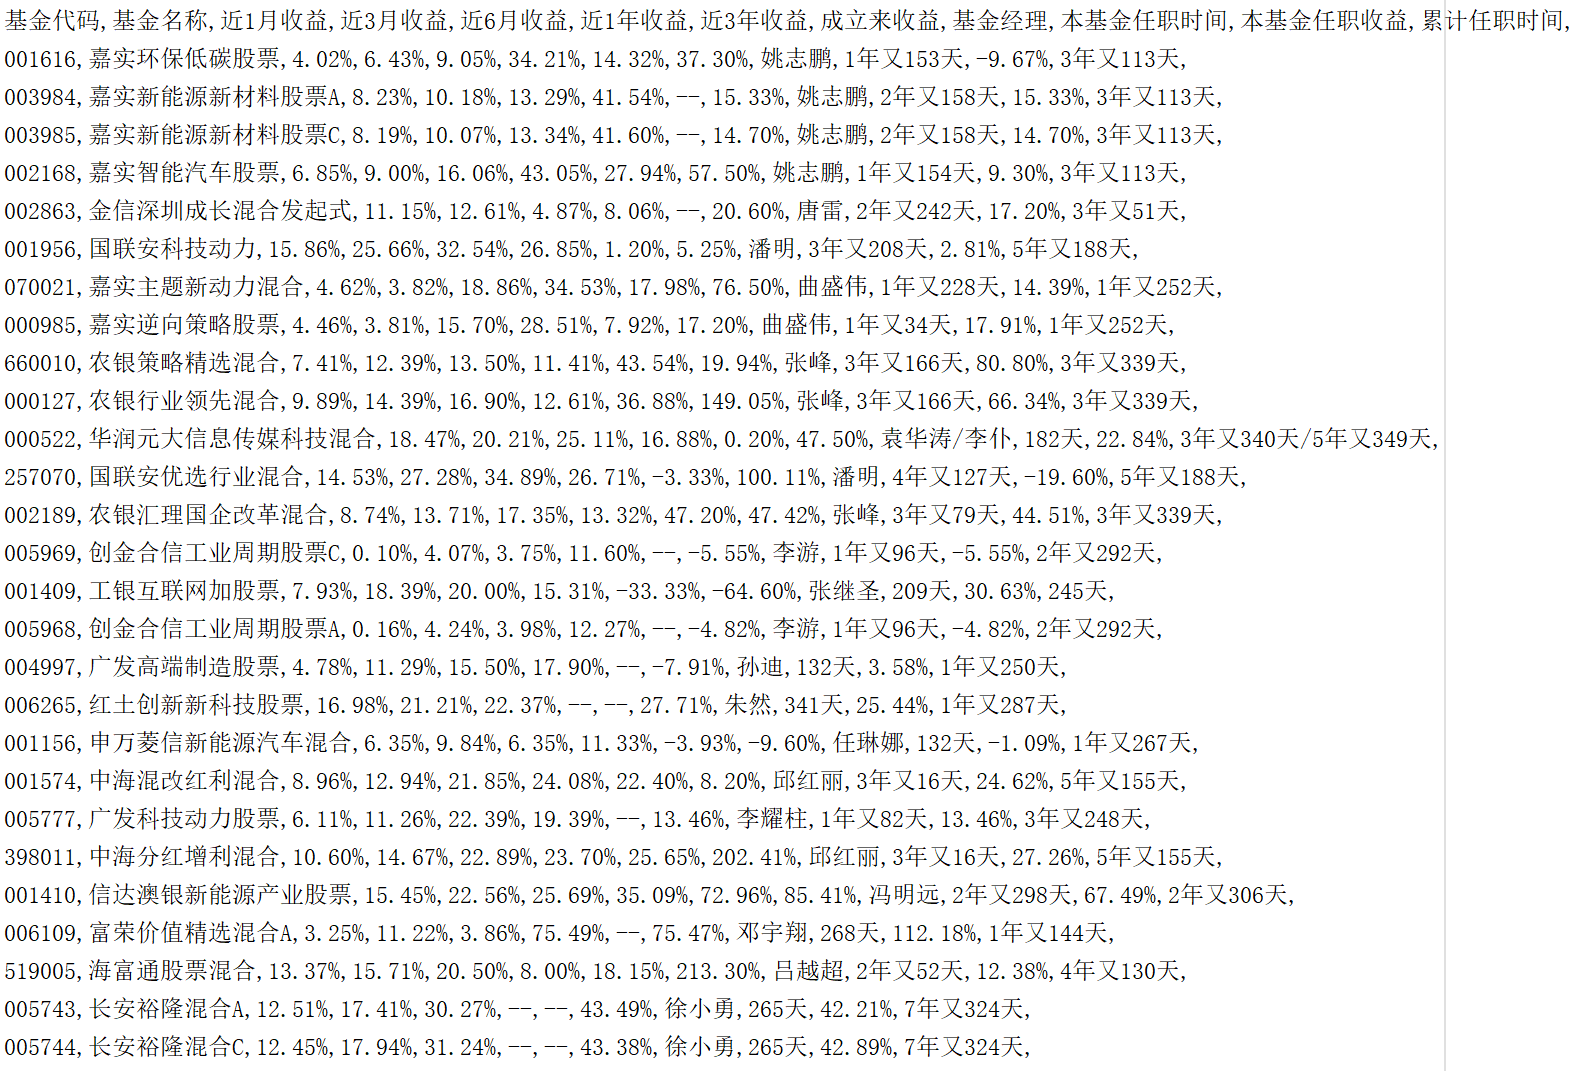 基金代码,基金名称,近1月收益,近3月收益,近6月收益,近1年收益,近3年收益,成立来收益,基金经理,本基金任职时间,本基金任职收益,累计任职时间,
001616,嘉实环保低碳股票,4.02%,6.43%,9.05%,34.21%,14.32%,37.30%,姚志鹏,1年又153天,-9.67%,3年又113天,
003984,嘉实新能源新材料股票A,8.23%,10.18%,13.29%,41.54%,--,15.33%,姚志鹏,2年又158天,15.33%,3年又113天,
003985,嘉实新能源新材料股票C,8.19%,10.07%,13.34%,41.60%,--,14.70%,姚志鹏,2年又158天,14.70%,3年又113天,
002168,嘉实智能汽车股票,6.85%,9.00%,16.06%,43.05%,27.94%,57.50%,姚志鹏,1年又154天,9.30%,3年又113天,
002863,金信深圳成长混合发起式,11.15%,12.61%,4.87%,8.06%,--,20.60%,唐雷,2年又242天,17.20%,3年又51天,
001956,国联安科技动力,15.86%,25.66%,32.54%,26.85%,1.20%,5.25%,潘明,3年又208天,2.81%,5年又188天,
070021,嘉实主题新动力混合,4.62%,3.82%,18.86%,34.53%,17.98%,76.50%,曲盛伟,1年又228天,14.39%,1年又252天,
000985,嘉实逆向策略股票,4.46%,3.81%,15.70%,28.51%,7.92%,17.20%,曲盛伟,1年又34天,17.91%,1年又252天,
660010,农银策略精选混合,7.41%,12.39%,13.50%,11.41%,43.54%,19.94%,张峰,3年又166天,80.80%,3年又339天,
000127,农银行业领先混合,9.89%,14.39%,16.90%,12.61%,36.88%,149.05%,张峰,3年又166天,66.34%,3年又339天,
000522,华润元大信息传媒科技混合,18.47%,20.21%,25.11%,16.88%,0.20%,47.50%,袁华涛/李仆,182天,22.84%,3年又340天/5年又349天,
257070,国联安优选行业混合,14.53%,27.28%,34.89%,26.71%,-3.33%,100.11%,潘明,4年又127天,-19.60%,5年又188天,
002189,农银汇理国企改革混合,8.74%,13.71%,17.35%,13.32%,47.20%,47.42%,张峰,3年又79天,44.51%,3年又339天,
005969,创金合信工业周期股票C,0.10%,4.07%,3.75%,11.60%,--,-5.55%,李游,1年又96天,-5.55%,2年又292天,
001409,工银互联网加股票,7.93%,18.39%,20.00%,15.31%,-33.33%,-64.60%,张继圣,209天,30.63%,245天,
005968,创金合信工业周期股票A,0.16%,4.24%,3.98%,12.27%,--,-4.82%,李游,1年又96天,-4.82%,2年又292天,
004997,广发高端制造股票,4.78%,11.29%,15.50%,17.90%,--,-7.91%,孙迪,132天,3.58%,1年又250天,
006265,红土创新新科技股票,16.98%,21.21%,22.37%,--,--,27.71%,朱然,341天,25.44%,1年又287天,
001156,申万菱信新能源汽车混合,6.35%,9.84%,6.35%,11.33%,-3.93%,-9.60%,任琳娜,132天,-1.09%,1年又267天,
001574,中海混改红利混合,8.96%,12.94%,21.85%,24.08%,22.40%,8.20%,邱红丽,3年又16天,24.62%,5年又155天,
005777,广发科技动力股票,6.11%,11.26%,22.39%,19.39%,--,13.46%,李耀柱,1年又82天,13.46%,3年又248天,
398011,中海分红增利混合,10.60%,14.67%,22.89%,23.70%,25.65%,202.41%,邱红丽,3年又16天,27.26%,5年又155天,
001410,信达澳银新能源产业股票,15.45%,22.56%,25.69%,35.09%,72.96%,85.41%,冯明远,2年又298天,67.49%,2年又306天,
006109,富荣价值精选混合A,3.25%,11.22%,3.86%,75.49%,--,75.47%,邓宇翔,268天,112.18%,1年又144天,
519005,海富通股票混合,13.37%,15.71%,20.50%,8.00%,18.15%,213.30%,吕越超,2年又52天,12.38%,4年又130天,
005743,长安裕隆混合A,12.51%,17.41%,30.27%,--,--,43.49%,徐小勇,265天,42.21%,7年又324天,
005744,长安裕隆混合C,12.45%,17.94%,31.24%,--,--,43.38%,徐小勇,265天,42.89%,7年又324天,